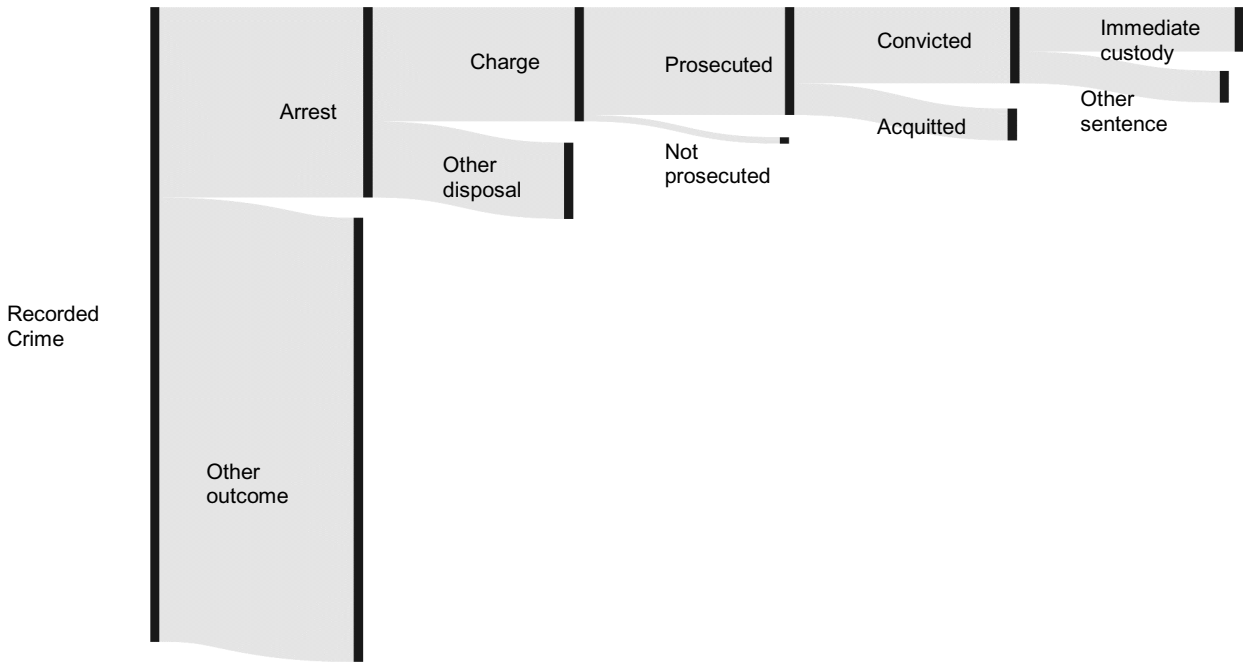 Recorded
Crime
Arrest
Other
outcome
Charge
Other
disposal
Prosecuted
Not
prosecuted
Convicted
Acquitted
Immediate
custody
Other
sentence